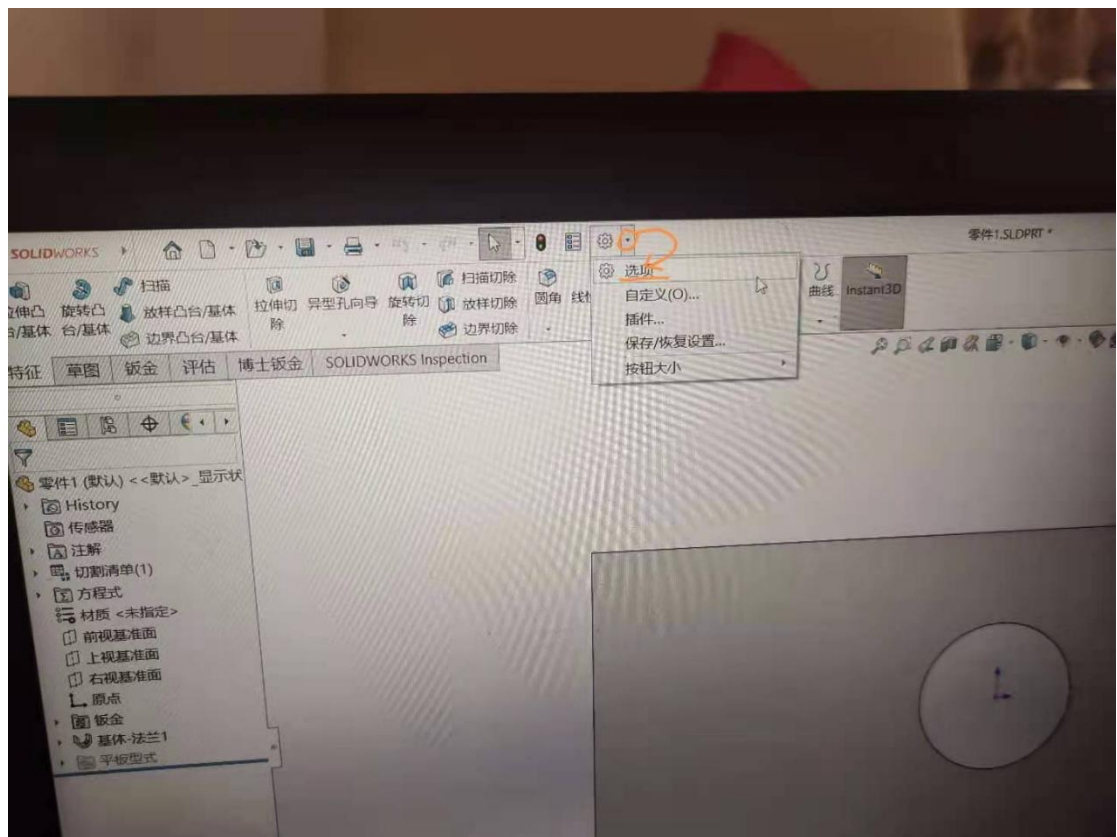 SOLIDWORKS
零件1.SLDPRT *
扫描
旋转凸台/基体
放样凸台/基体
边界凸台/基体
拉伸切除
异型孔向导
旋转切除
扫描切除
放样切除
边界切除
圆角
曲线
Instant3D
选项
自定义(O)...
插件...
保存/恢复设置...
按钮大小
特征 草图 钣金 评估 博士钣金 SOLIDWORKS Inspection
零件1 (默认) <<默认>_显示状
History
传感器
注解
切割清单(1)
方程式
材质 <未指定>
前视基准面
上视基准面
右视基准面
原点
钣金
基体-法兰1
平板型式